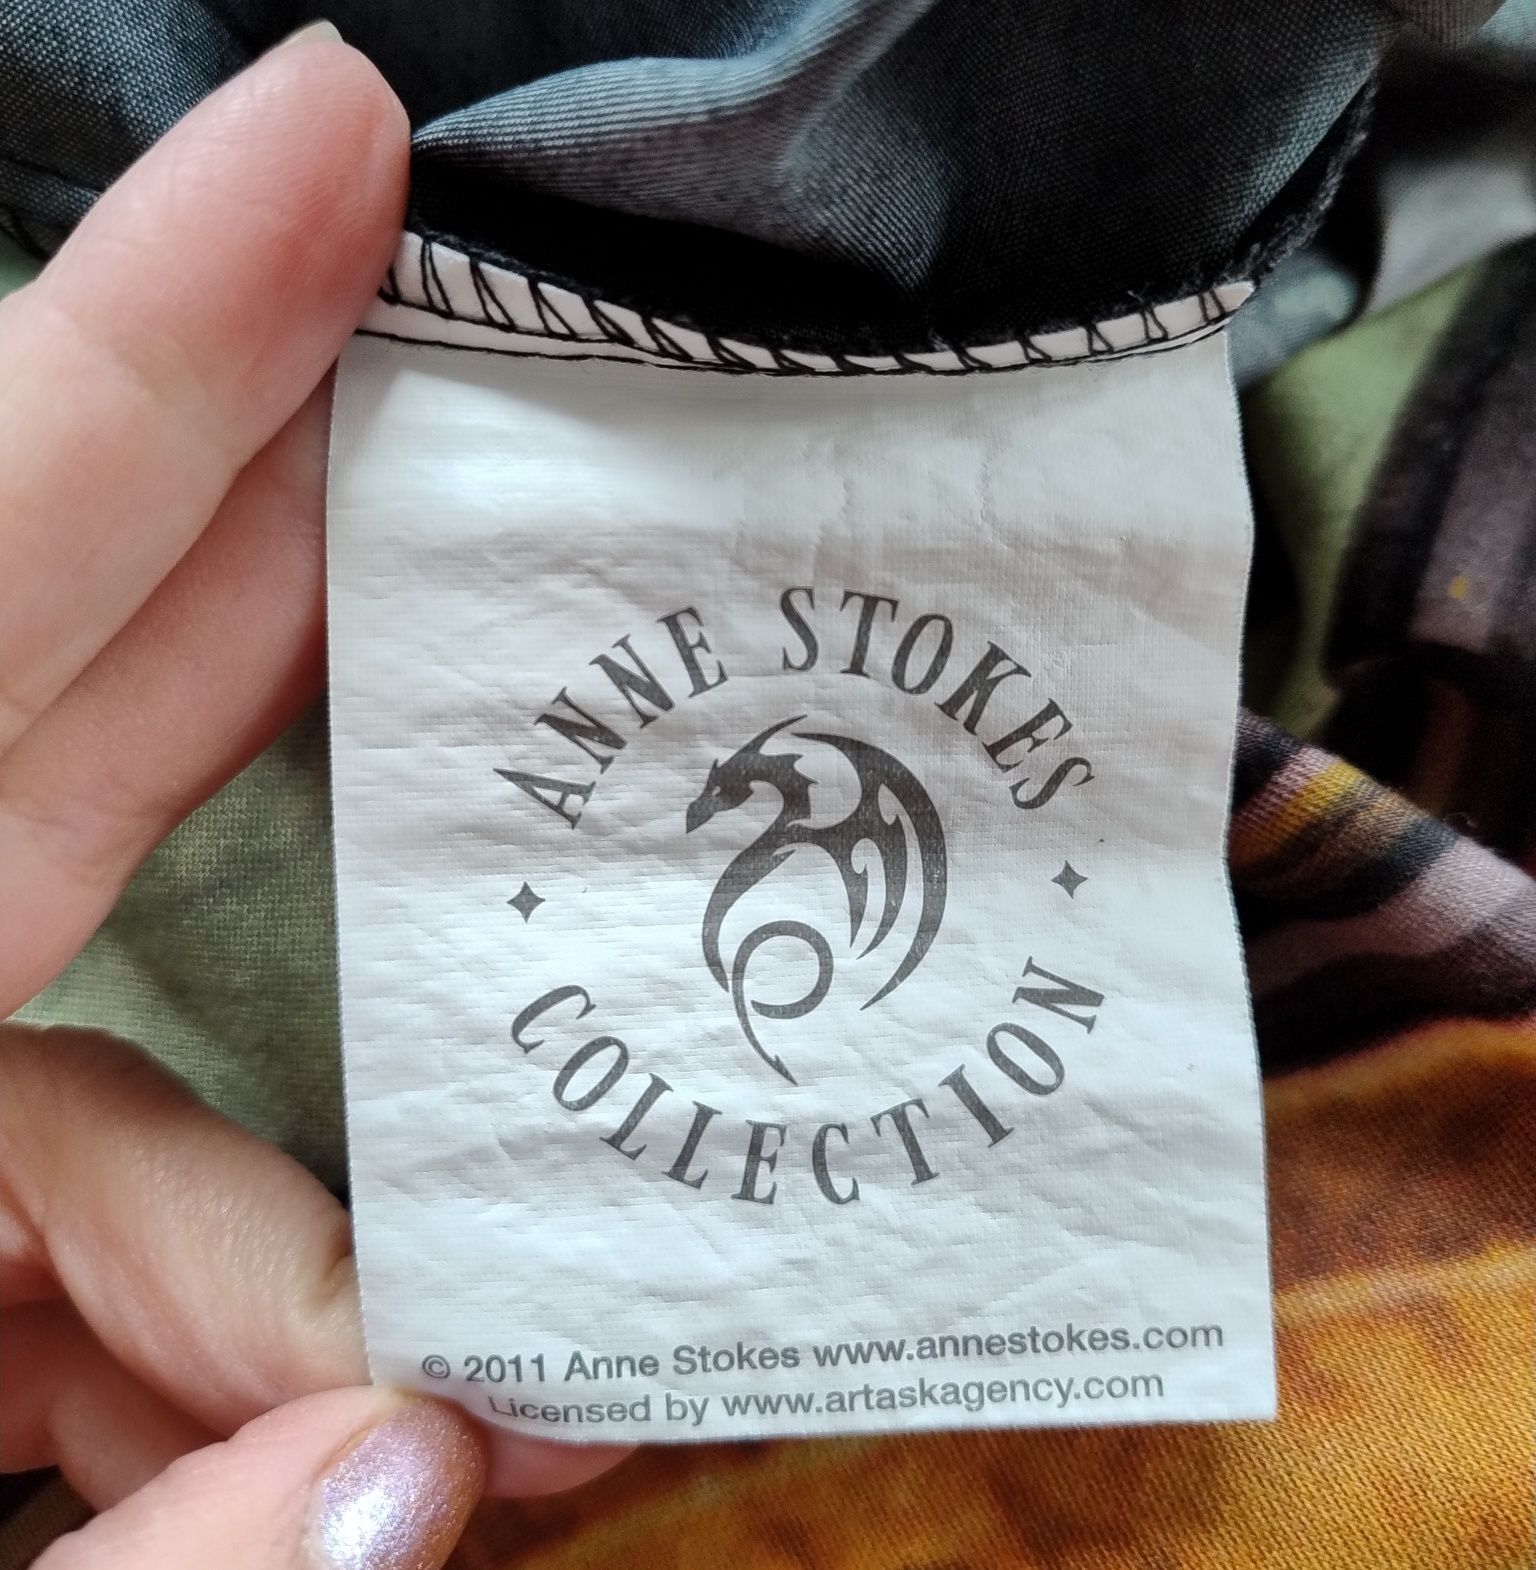 ANNE STOKES
COLLECTION
© 2011 Anne Stokes www.annestokes.com
Licensed by www.artaskagency.com